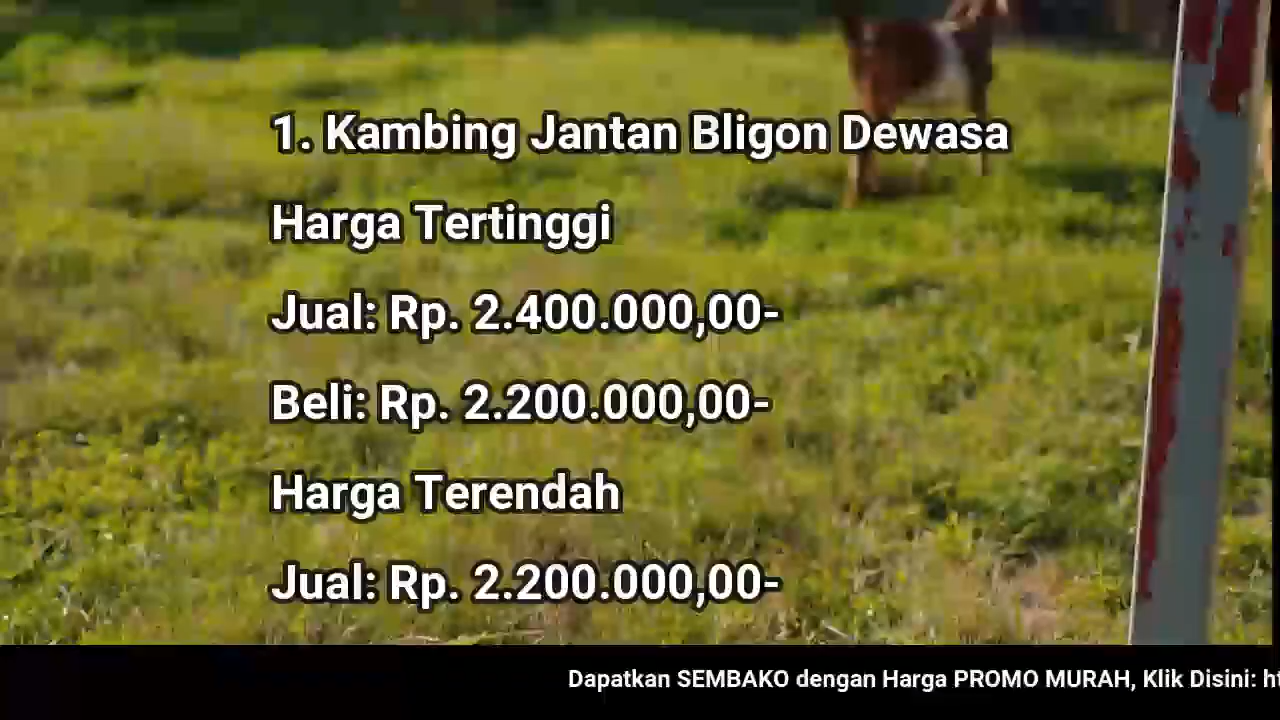 1. Kambing Jantan Bligon Dewasa
Harga Tertinggi
Jual: Rp. 2.400.000,00-
Beli: Rp. 2.200.000,00-
Harga Terendah
Jual: Rp. 2.200.000,00-
Dapatkan SEMBAKO dengan Harga PROMO MURAH, Klik Disini: